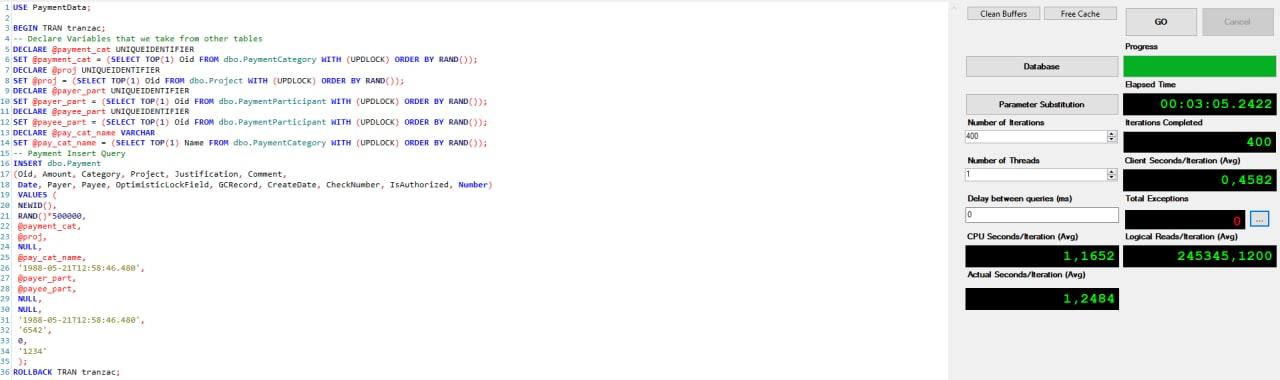 1 USE PaymentData;
2
3 BEGIN TRAN tranzac;
4 -- Declare Variables that we take from other tables
5 DECLARE @payment_cat UNIQUEIDENTIFIER
6 SET @payment_cat = (SELECT TOP(1) Oid FROM dbo.PaymentCategory WITH (UPDLOCK) ORDER BY RAND());
7 DECLARE @proj UNIQUEIDENTIFIER
8 SET @proj = (SELECT TOP(1) Oid FROM dbo.Project WITH (UPDLOCK) ORDER BY RAND());
9 DECLARE @payer_part UNIQUEIDENTIFIER
10 SET @payer_part = (SELECT TOP(1) Oid FROM dbo.PaymentParticipant WITH (UPDLOCK) ORDER BY RAND());
11 DECLARE @payee_part UNIQUEIDENTIFIER
12 SET @payee_part = (SELECT TOP(1) Oid FROM dbo.PaymentParticipant WITH (UPDLOCK) ORDER BY RAND());
13 DECLARE @pay_cat_name VARCHAR
14 SET @pay_cat_name = (SELECT TOP(1) Name FROM dbo.PaymentCategory WITH (UPDLOCK) ORDER BY RAND());
15 -- Payment Insert Query
16 INSERT dbo.Payment
17 (Oid, Amount, Category, Project, Justification, Comment,
18 Date, Payer, Payee, OptimisticLockField, GCRecord, CreateDate, CheckNumber, IsAuthorized, Number)
19 VALUES (
20 NEWID(),
21 RAND()*500000,
22 @payment_cat,
23 @proj,
24 NULL,
25 @pay_cat_name,
26 '1988-05-21T12:58:46.480',
27 @payer_part,
28 @payee_part,
29 NULL,
30 NULL,
31 '1988-05-21T12:58:46.480',
32 '6542',
33 0,
34 '1234'
35 );
36 ROLLBACK TRAN tranzac;
Clean Buffers Free Cache
GO Cancel
Progress
Database
Elapsed Time
00:03:05.2422
Parameter Substitution
Number of Iterations
400
Iterations Completed
400
Number of Threads
1
Client Seconds/Iteration (Avg)
0,4582
Delay between queries (ms)
0
Total Exceptions
0 ...
CPU Seconds/Iteration (Avg)
1,1652
Logical Reads/Iteration (Avg)
245345,1200
Actual Seconds/Iteration (Avg)
1,2484